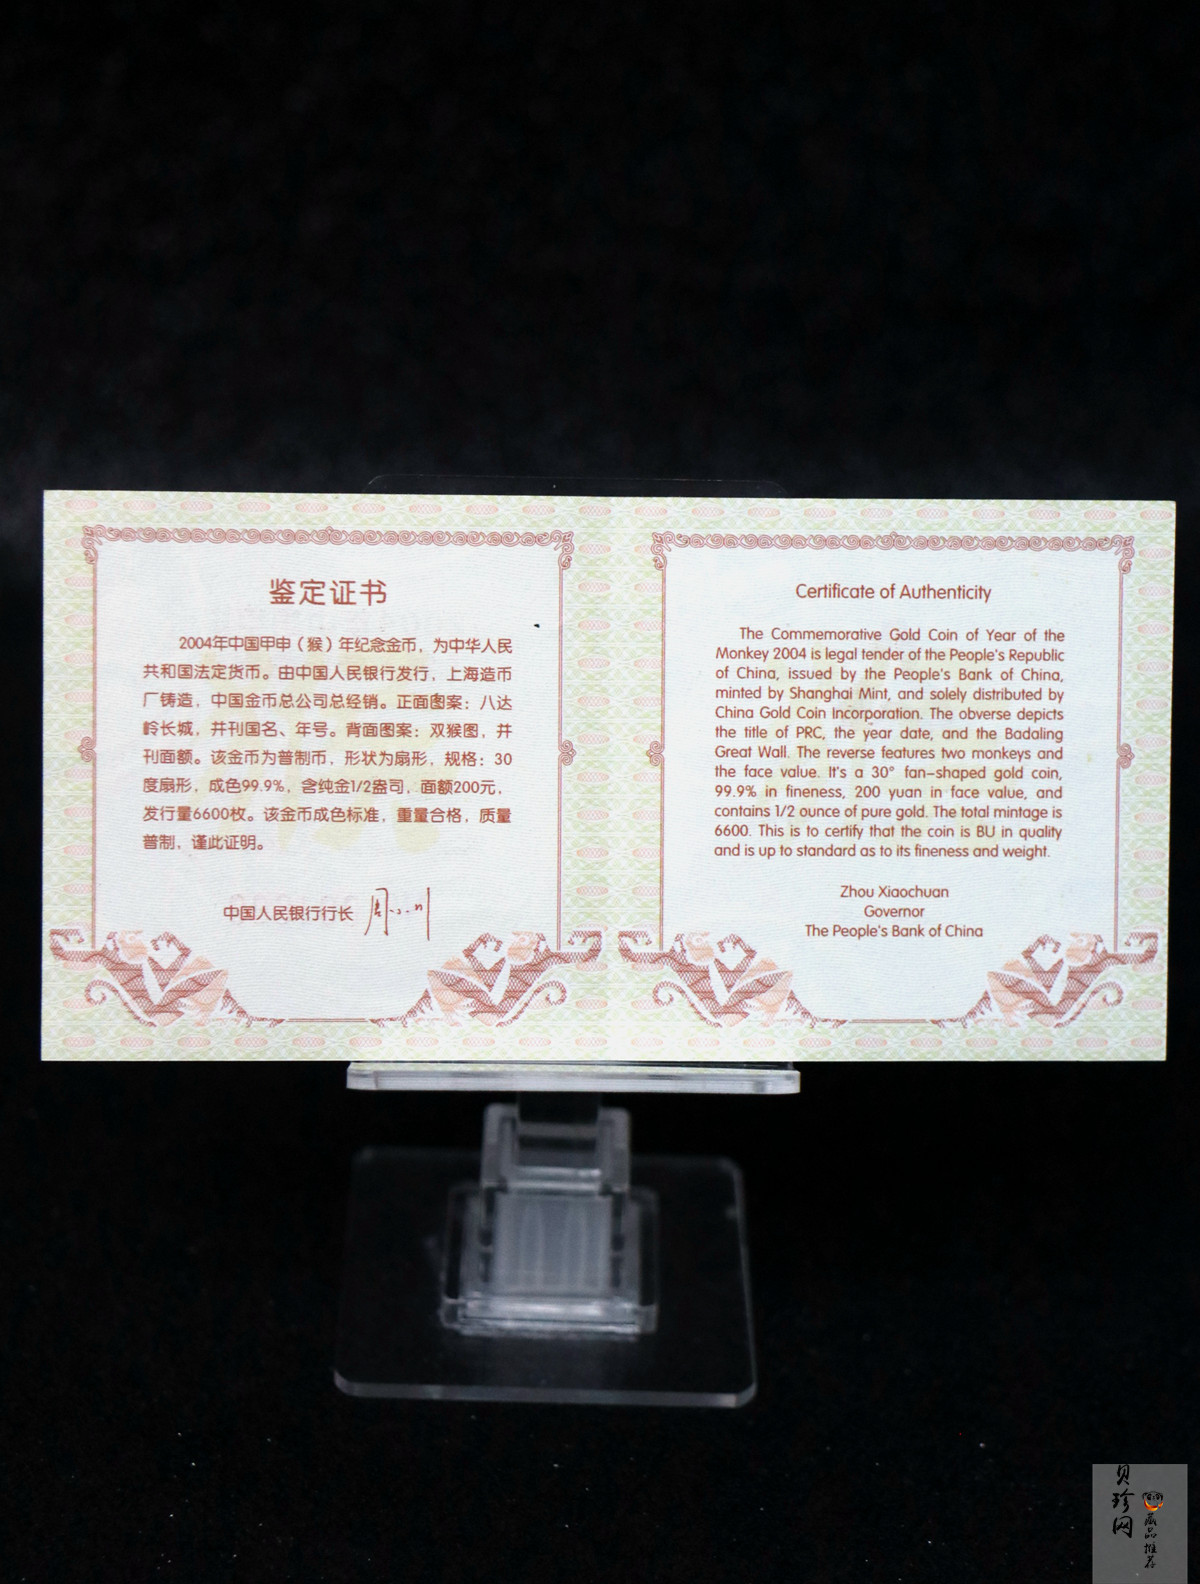 鉴定证书
2004年中国甲申（猴）年纪念金币，为中华人民
共和国法定货币。由中国人民银行发行，上海造币
厂铸造，中国金币总公司总经销。正面图案：八达
岭长城，并刊国名、年号。背面图案：双猴图，并
刊面额。该金币为普制币，形状为扇形，规格：30
度扇形，成色99.9%，含纯金1/2盎司，面额200元，
发行量6600枚。该金币成色标准，重量合格，质量
普制，谨此证明。
中国人民银行行长 周小川
Certificate of Authenticity
The Commemorative Gold Coin of Year of the
Monkey 2004 is legal tender of the People's Republic
of China, issued by the People's Bank of China,
minted by Shanghai Mint, and solely distributed by
China Gold Coin Incorporation. The obverse depicts
the title of PRC, the year date, and the Badaling
Great Wall. The reverse features two monkeys and
the face value. It's a 30° fan-shaped gold coin,
99.9% in fineness, 200 yuan in face value, and
contains 1/2 ounce of pure gold. The total mintage is
6600. This is to certify that the coin is BU in quality
and is up to standard as to its fineness and weight.
Zhou Xiaochuan
Governor
The People's Bank of China
贝珍网
藏品推荐